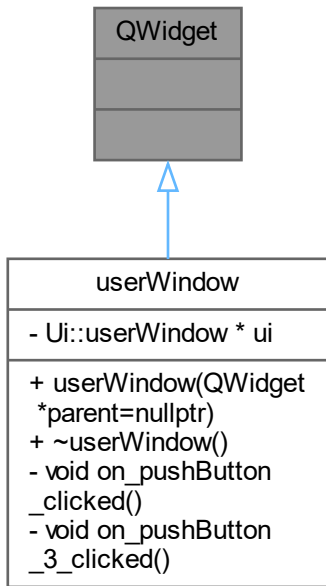 QWidget
userWindow
- Ui::userWindow * ui
+ userWindow(QWidget
*parent=nullptr)
+ ~userWindow()
- void on_pushButton
_clicked()
- void on_pushButton
_3_clicked()